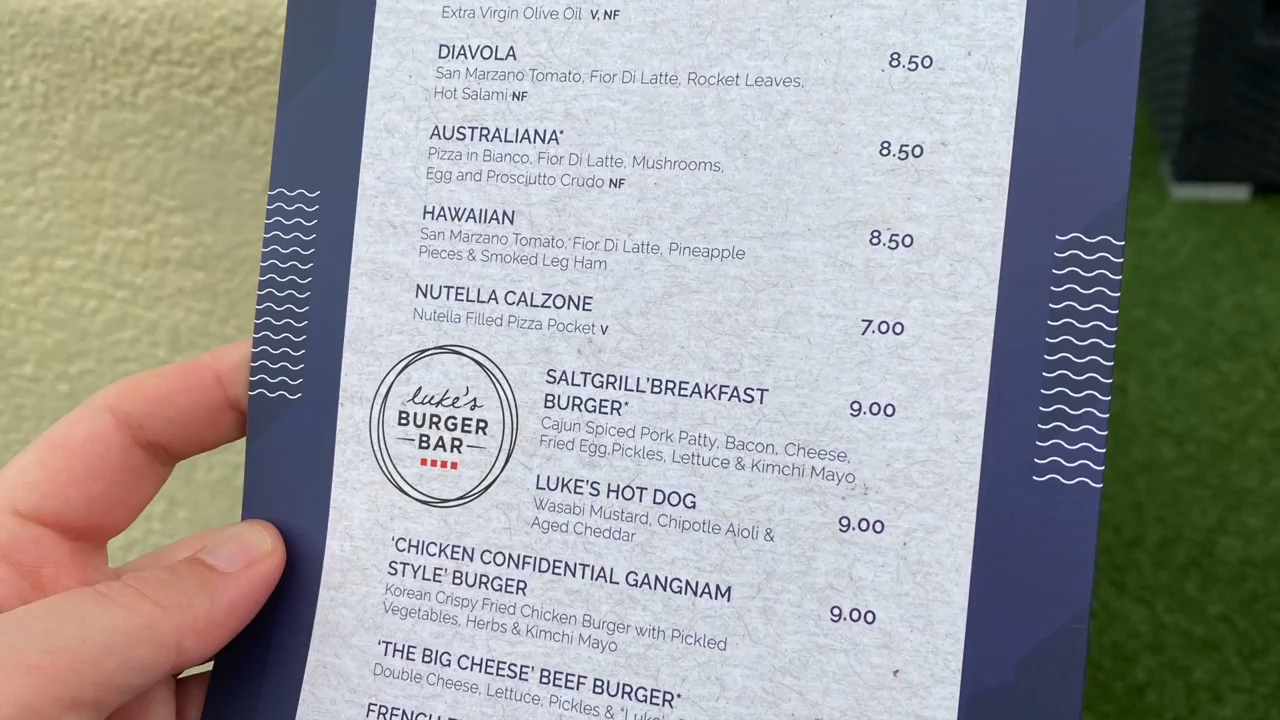 Extra Virgin Olive Oil V, NF
DIAVOLA 8.50
San Marzano Tomato, Fior Di Latte, Rocket Leaves,
Hot Salami NF
AUSTRALIANA* 8.50
Pizza in Bianco, Fior Di Latte, Mushrooms,
Egg and Prosciutto Crudo NF
HAWAIIAN 8.50
San Marzano Tomato, Fior Di Latte, Pineapple
Pieces & Smoked Leg Ham
NUTELLA CALZONE 7.00
Nutella Filled Pizza Pocket V
luke's
BURGER
BAR
SALTGRILL'BREAKFAST
BURGER* 9.00
Cajun Spiced Pork Patty, Bacon, Cheese,
Fried Egg,Pickles, Lettuce & Kimchi Mayo
LUKE'S HOT DOG 9.00
Wasabi Mustard, Chipotle Aioli &
Aged Cheddar
'CHICKEN CONFIDENTIAL GANGNAM
STYLE' BURGER 9.00
Korean Crispy Fried Chicken Burger with Pickled
Vegetables, Herbs & Kimchi Mayo
'THE BIG CHEESE' BEEF BURGER*
Double Cheese, Lettuce, Pickles &